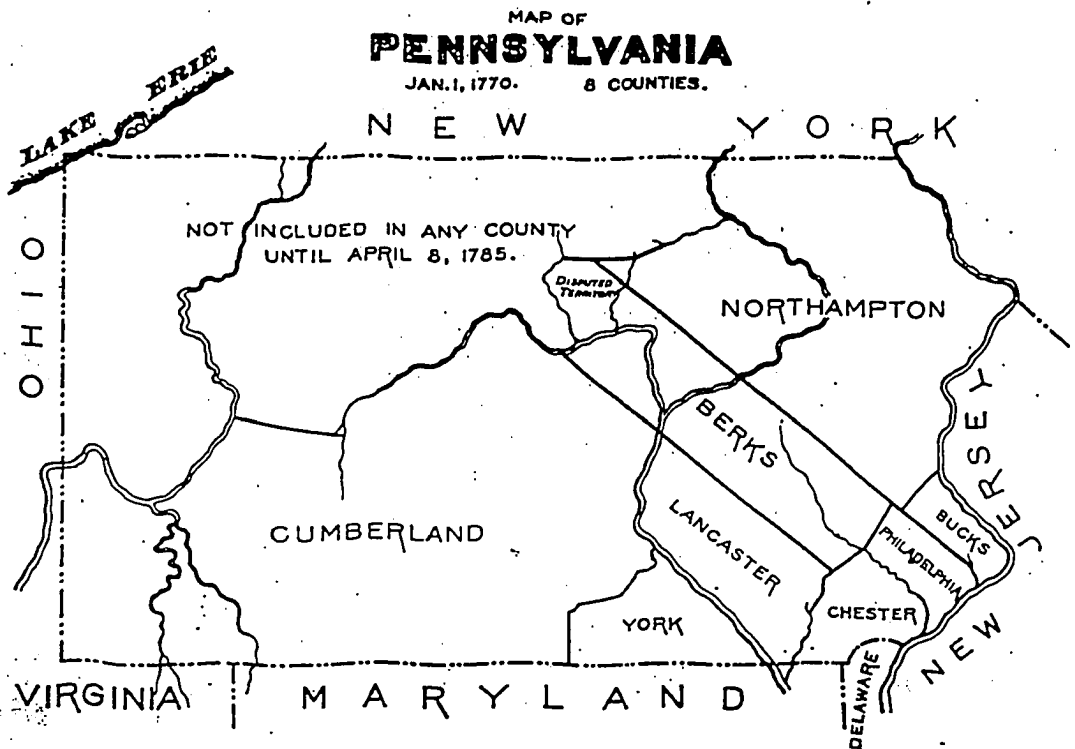 MAP OF
PENNSYLVANIA
JAN. 1, 1770. 8 COUNTIES.
LAKE ERIE
NEW YORK
OHIO
NOT INCLUDED IN ANY COUNTY
UNTIL APRIL 8, 1785.
DISPUTED
TERRITORY
NORTHAMPTON
BERKS
NEW JERSEY
CUMBERLAND
LANCASTER
BUCKS
PHILADELPHIA
YORK
CHESTER
VIRGINIA
MARYLAND
DELAWARE